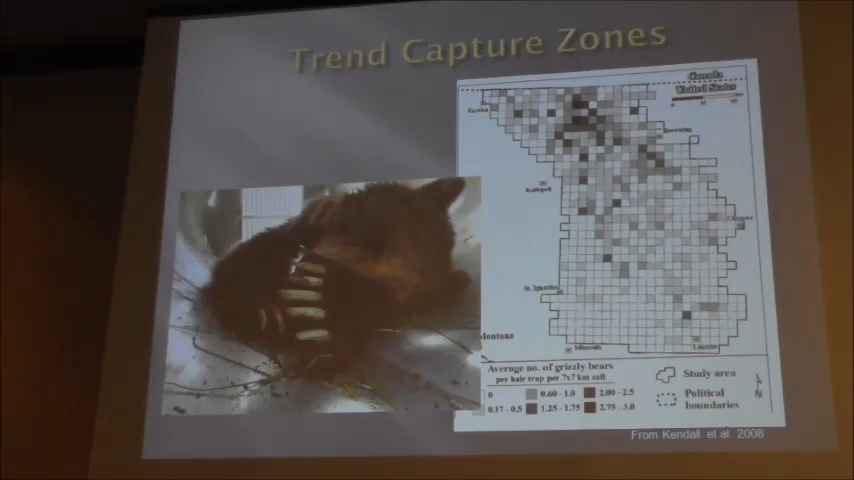 Trend Capture Zones
Canada
United States
Eureka
Browning
Kalispell
St. Ignatius
Missoula
Lincoln
Montana
Average no. of grizzly bears
per hair trap per 7x7 km cell
0
0.60 - 1.0
2.00 - 2.5
0.17 - 0.5
1.25 - 1.75
2.75 - 3.0
Study area
Political
boundaries
N
From Kendall et al. 2008